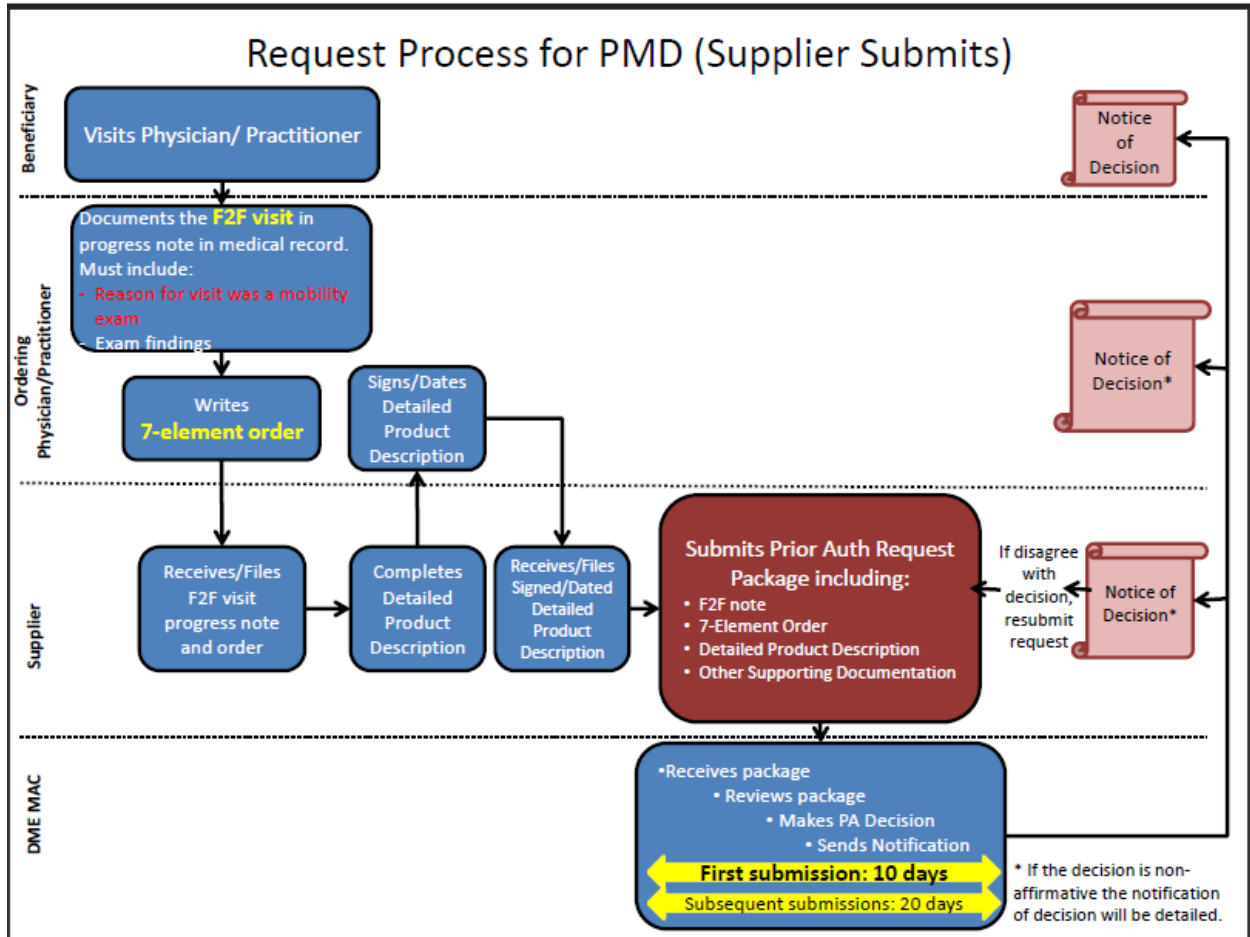 Request Process for PMD (Supplier Submits)
Beneficiary
Visits Physician/ Practitioner
Notice
of
Decision
Ordering
Physician/Practitioner
Documents the F2F visit in
progress note in medical record.
Must include:
- Reason for visit was a mobility
exam
- Exam findings
Writes
7-element order
Signs/Dates
Detailed
Product
Description
Notice of
Decision*
Supplier
Receives/Files
F2F visit
progress note
and order
Completes
Detailed
Product
Description
Receives/Files
Signed/Dated
Detailed
Product
Description
Submits Prior Auth Request
Package including:
• F2F note
• 7-Element Order
• Detailed Product Description
• Other Supporting Documentation
If disagree
with
decision,
resubmit
request
Notice of
Decision*
DME MAC
•Receives package
• Reviews package
• Makes PA Decision
• Sends Notification
First submission: 10 days
Subsequent submissions: 20 days
* If the decision is non-
affirmative the notification
of decision will be detailed.